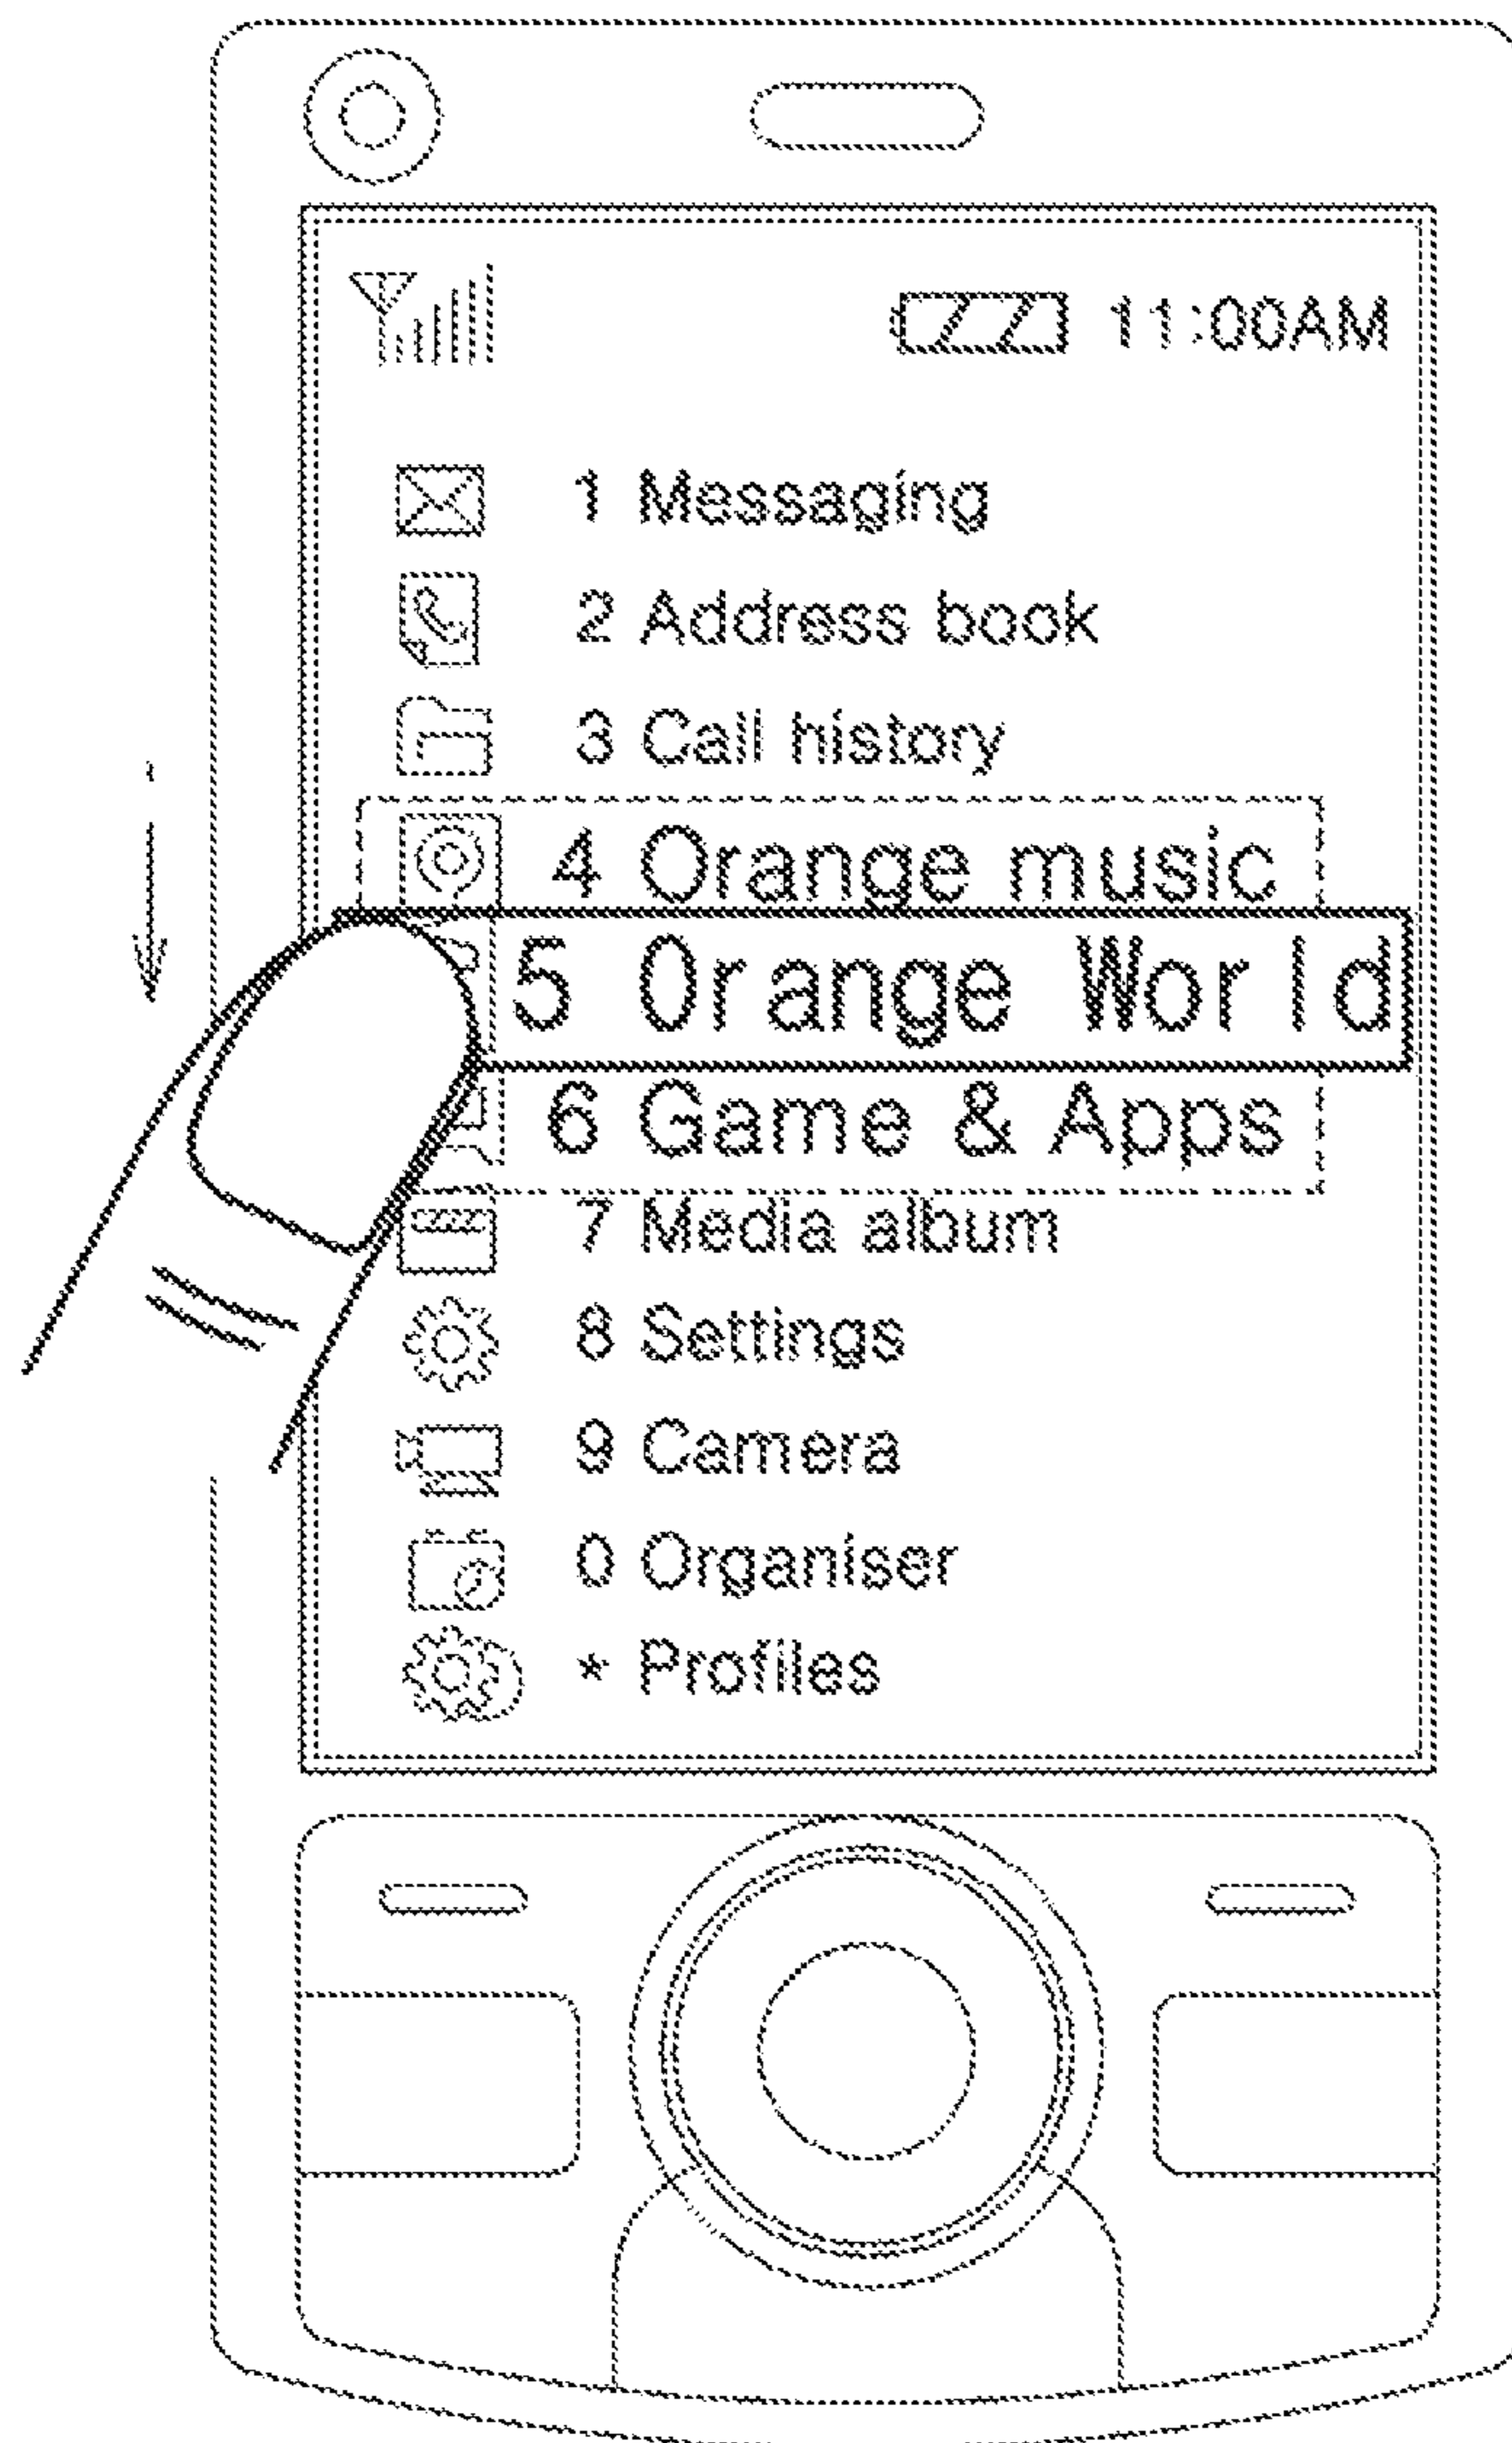 11:00AM
1 Messaging
2 Address book
3 Call history
4 Orange music
5 Orange World
6 Game & Apps
7 Media album
8 Settings
9 Camera
0 Organiser
* Profiles